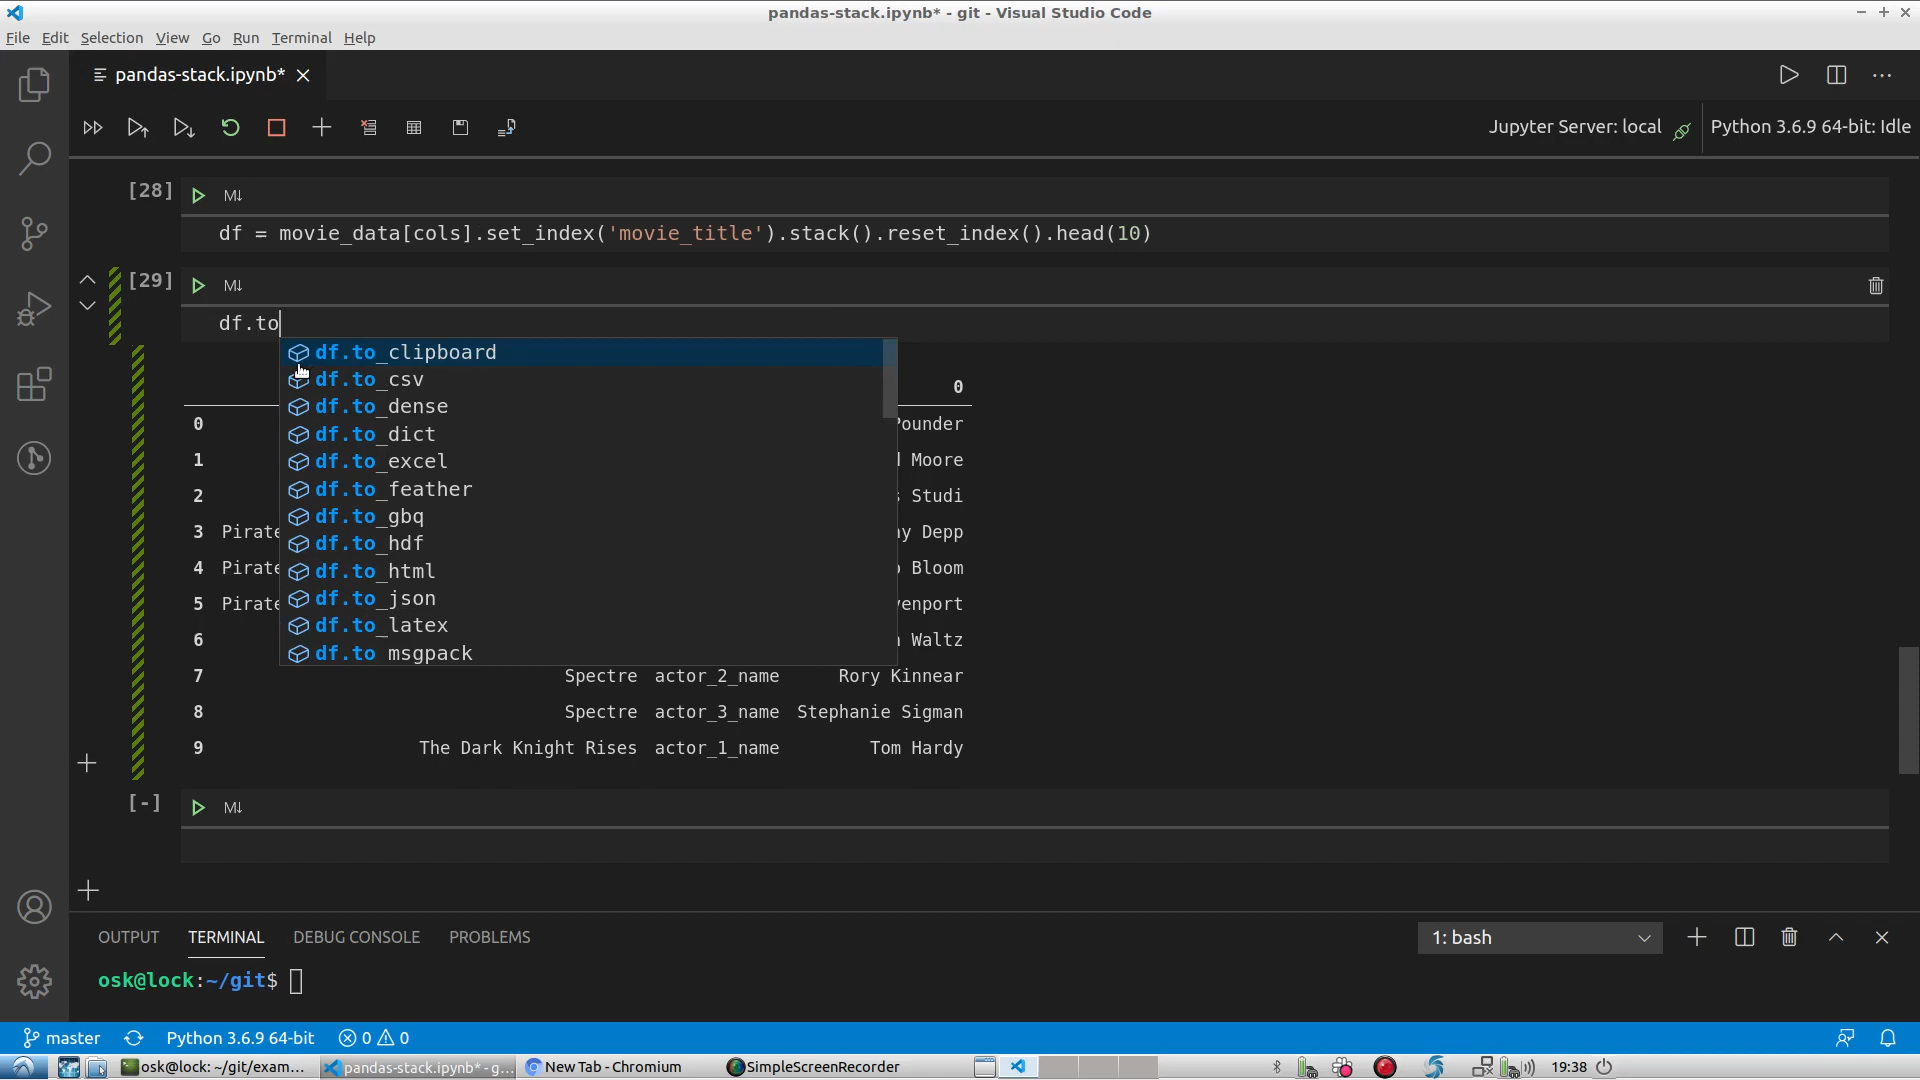 pandas-stack.ipynb* - git - Visual Studio Code
File Edit Selection View Go Run Terminal Help
pandas-stack.ipynb*
Jupyter Server: local Python 3.6.9 64-bit: Idle
[28] M↓
df = movie_data[cols].set_index('movie_title').stack().reset_index().head(10)
[29] M↓
df.to
df.to_clipboard
df.to_csv
0
df.to_dense
0 Pounder
df.to_dict
1 Moore
df.to_excel
2 Studi
df.to_feather
3 Pirate Depp
df.to_gbq
df.to_hdf
4 Pirate Bloom
df.to_html
5 Pirate venport
df.to_json
df.to_latex
6 Waltz
df.to_msgpack
7 Spectre actor_2_name Rory Kinnear
8 Spectre actor_3_name Stephanie Sigman
9 The Dark Knight Rises actor_1_name Tom Hardy
[-] M↓
OUTPUT TERMINAL DEBUG CONSOLE PROBLEMS 1: bash
osk@lock:~/git$
master Python 3.6.9 64-bit 0 0
osk@lock: ~/git/exam... pandas-stack.ipynb* - g... New Tab - Chromium SimpleScreenRecorder 19:38